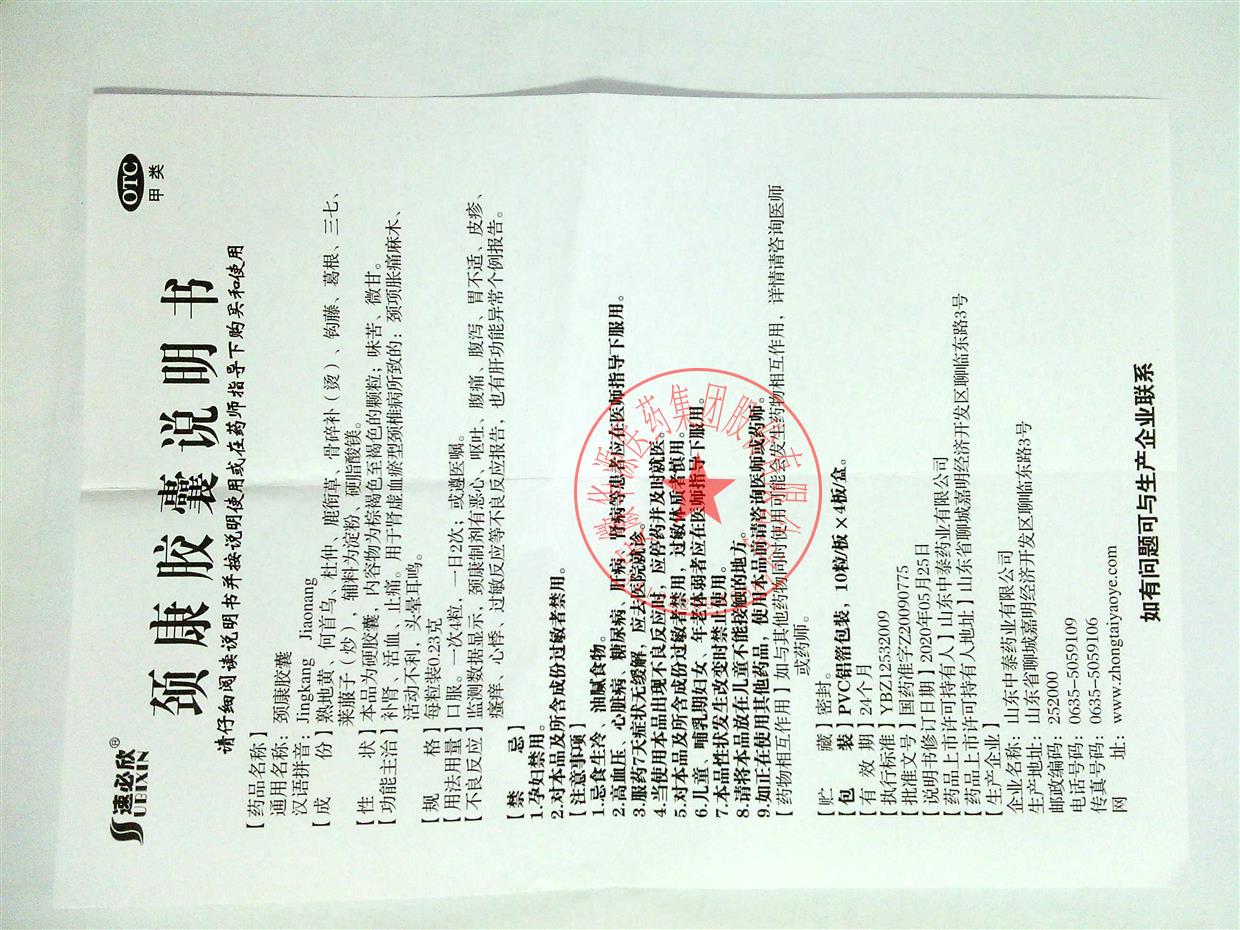 速必欣®
SUBIXIN
OTC
甲类
颈康胶囊说明书
请仔细阅读说明书并按说明使用或在药师指导下购买和使用
【药品名称】
通用名称：颈康胶囊
汉语拼音：Jingkang Jiaonang
【成 份】熟地黄、何首乌、杜仲、鹿衔草、骨碎补（烫）、钩藤、葛根、三七、
莱服子（炒），辅料为淀粉、硬脂酸镁。
【性 状】本品为硬胶囊，内容物为棕褐色至褐色的颗粒；味苦、微甘。
【功能主治】补肾、活血、止痛。用于肾虚血瘀型颈椎病所致的：颈项胀痛麻木、
活动不利，头晕耳鸣。
【规 格】每粒装0.23克
【用法用量】口服。一次4粒，一日2次；或遵医嘱。
【不良反应】监测数据显示，颈康制剂有恶心、呕吐、腹痛、腹泻、胃不适、皮疹、
瘙痒、心悸、过敏反应等不良反应报告，也有肝功能异常个例报告。
【禁 忌】
1.孕妇禁用。
2.对本品及所含成份过敏者禁用。
【注意事项】
1.忌食生冷、油腻食物。
2.高血压、心脏病、糖尿病、肝病、肾病等患者应在医师指导下服用。
3.服药7天症状无缓解，应去医院就诊。
4.当使用本品出现不良反应时，应停药并及时就医。
5.对本品及所含成份过敏者禁用，过敏体质者慎用。
6.儿童、哺乳期妇女、年老体弱者应在医师指导下服用。
7.本品性状发生改变时禁止使用。
8.请将本品放在儿童不能接触的地方。
9.如正在使用其他药品，使用本品前请咨询医师或药师。
【药物相互作用】如与其他药物同时使用可能会发生药物相互作用，详情请咨询医师
或药师。
【贮 藏】密封。
【包 装】PVC铝箔包装，10粒/板×4板/盒。
【有 效 期】24个月
【执行标准】YBZ12532009
【批准文号】国药准字Z20090775
【说明书修订日期】2020年05月25日
【药品上市许可持有人】山东中泰药业有限公司
【药品上市许可持有人地址】山东省聊城嘉明经济开发区聊临东路3号
【生产企业】
企业名称：山东中泰药业有限公司
生产地址：山东省聊城嘉明经济开发区聊临东路3号
邮政编码：252000
电话号码：0635-5059109
传真号码：0635-5059106
网 址：www.zhongtaiyaoye.com
如有问题可与生产企业联系
华源医药集团股